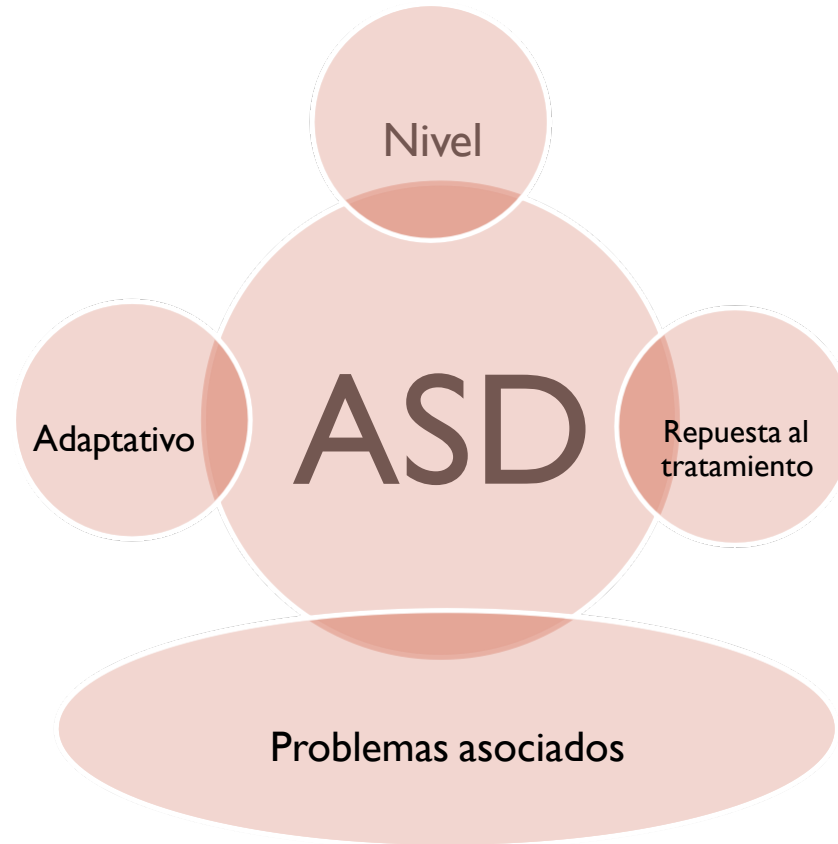 Nivel
Adaptativo
ASD
Repuesta al
tratamiento
Problemas asociados